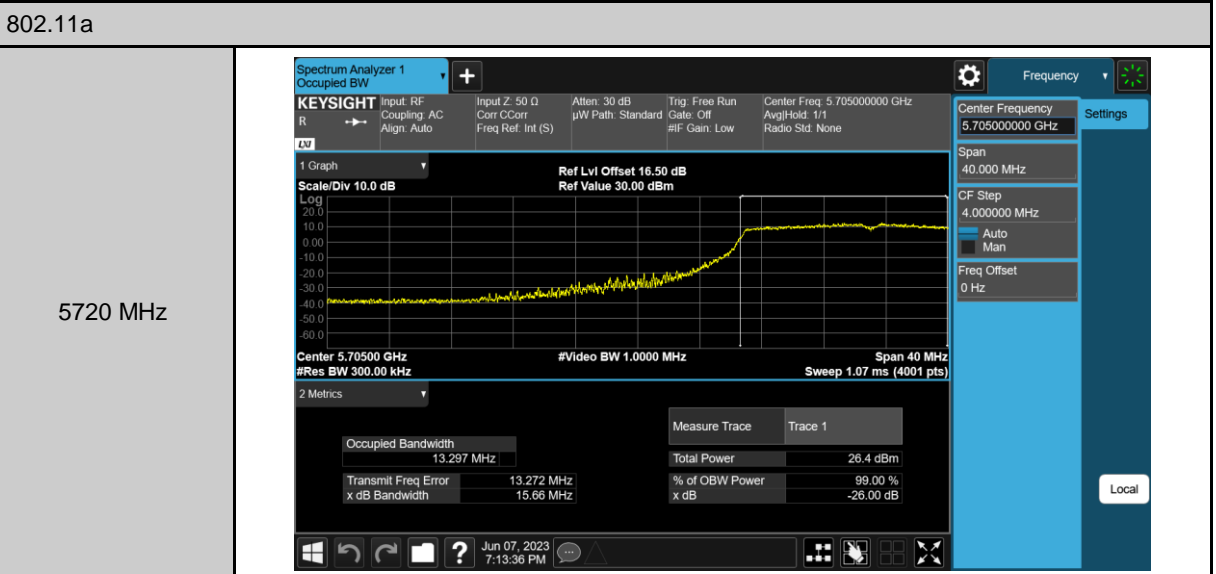 802.11a
5720 MHz
Spectrum Analyzer 1
Occupied BW
Frequency
KEYSIGHT
R
LXI
Input: RF
Coupling: AC
Align: Auto
Input Z: 50 Ω
Corr CCorr
Freq Ref: Int (S)
Atten: 30 dB
µW Path: Standard
Trig: Free Run
Gate: Off
#IF Gain: Low
Center Freq: 5.705000000 GHz
Avg|Hold: 1/1
Radio Std: None
Center Frequency
5.705000000 GHz
Settings
Span
40.000 MHz
CF Step
4.000000 MHz
Auto
Man
Freq Offset
0 Hz
1 Graph
Scale/Div 10.0 dB
Ref Lvl Offset 16.50 dB
Ref Value 30.00 dBm
Log
20.0
10.0
0.00
-10.0
-20.0
-30.0
-40.0
-50.0
-60.0
Center 5.70500 GHz
#Res BW 300.00 kHz
#Video BW 1.0000 MHz
Span 40 MHz
Sweep 1.07 ms (4001 pts)
2 Metrics
Occupied Bandwidth
13.297 MHz
Transmit Freq Error 13.272 MHz
x dB Bandwidth 15.66 MHz
Measure Trace Trace 1
Total Power 26.4 dBm
% of OBW Power 99.00 %
x dB -26.00 dB
Local
?
Jun 07, 2023
7:13:36 PM